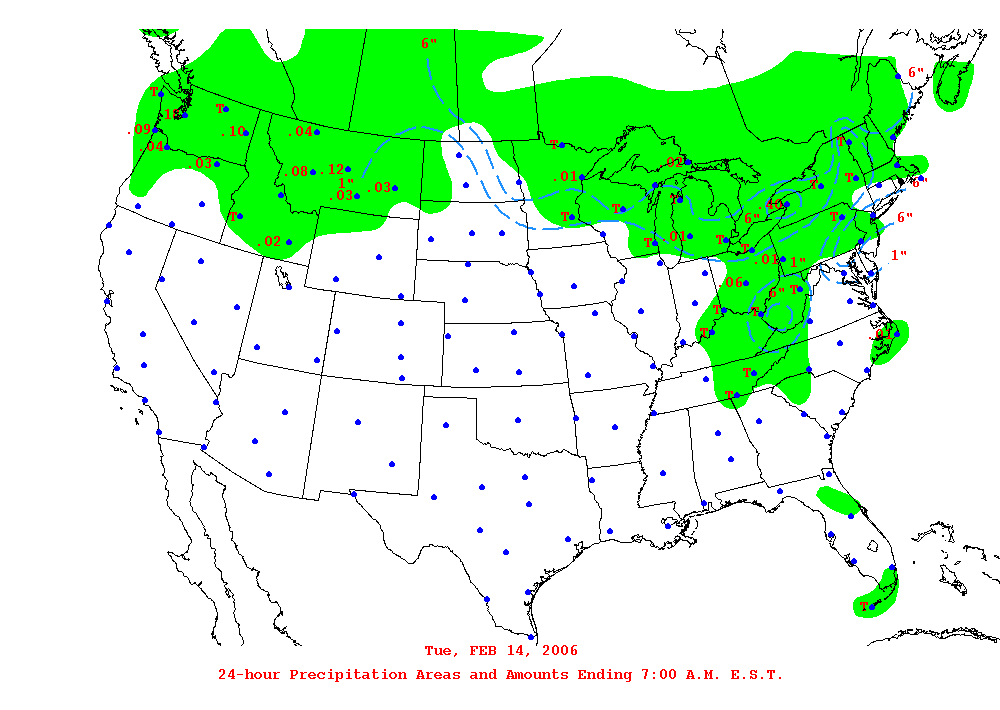 6"
6"
T
T
.09
.10
.04
.04
T
.03
.02
.08
.12
.01
1"
.03
.03
T
T
.40
T
T
6"
T
T
T
6"
6"
.02
T
.01
T
T
.01
1"
1"
.06
6"
T
T
T
T
.01
T
T
T
Tue, FEB 14, 2006
24-hour Precipitation Areas and Amounts Ending 7:00 A.M. E.S.T.